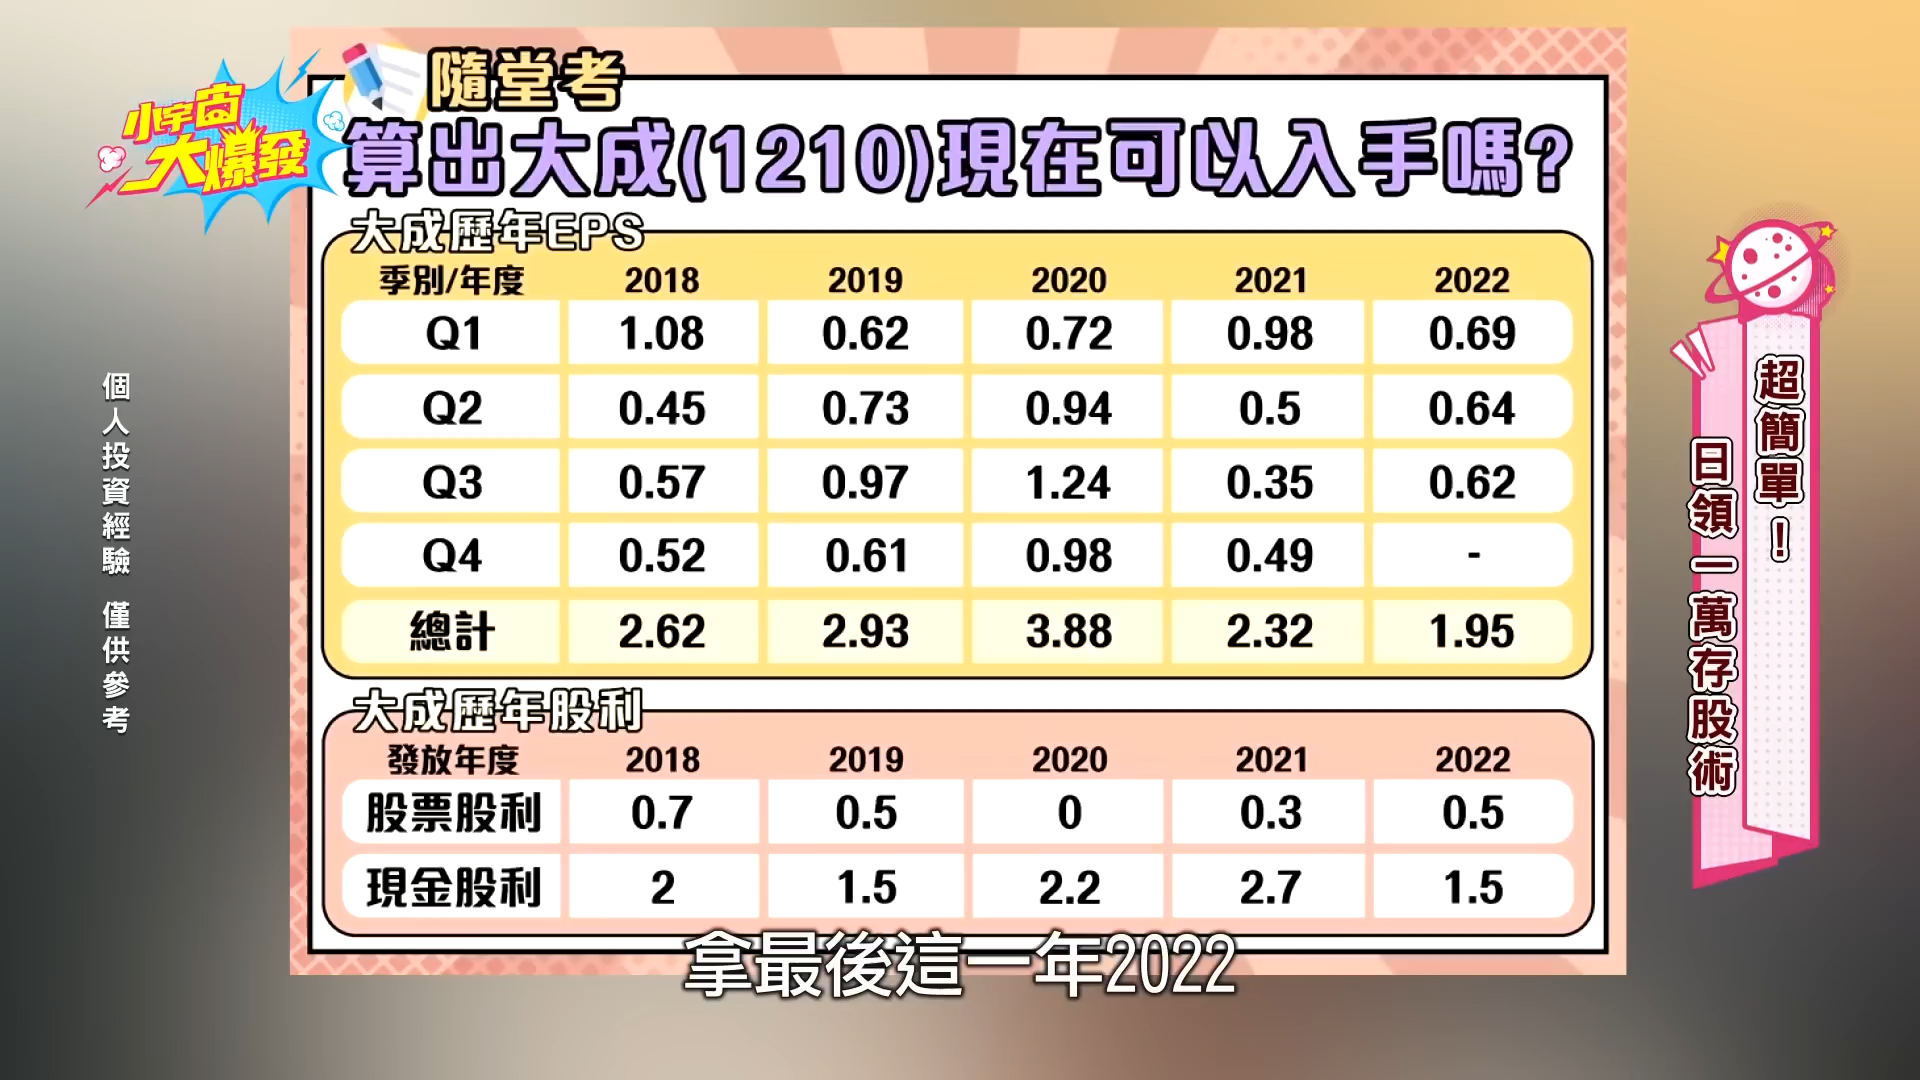 小宇宙
大爆發
隨堂考
算出大成(1210)現在可以入手嗎?
大成歷年EPS
季別/年度 2018 2019 2020 2021 2022
Q1 1.08 0.62 0.72 0.98 0.69
Q2 0.45 0.73 0.94 0.5 0.64
Q3 0.57 0.97 1.24 0.35 0.62
Q4 0.52 0.61 0.98 0.49 -
總計 2.62 2.93 3.88 2.32 1.95
大成歷年股利
發放年度 2018 2019 2020 2021 2022
股票股利 0.7 0.5 0 0.3 0.5
現金股利 2 1.5 2.2 2.7 1.5
拿最後這一年2022
個人投資經驗 僅供參考
超簡單!
日領一萬存股術